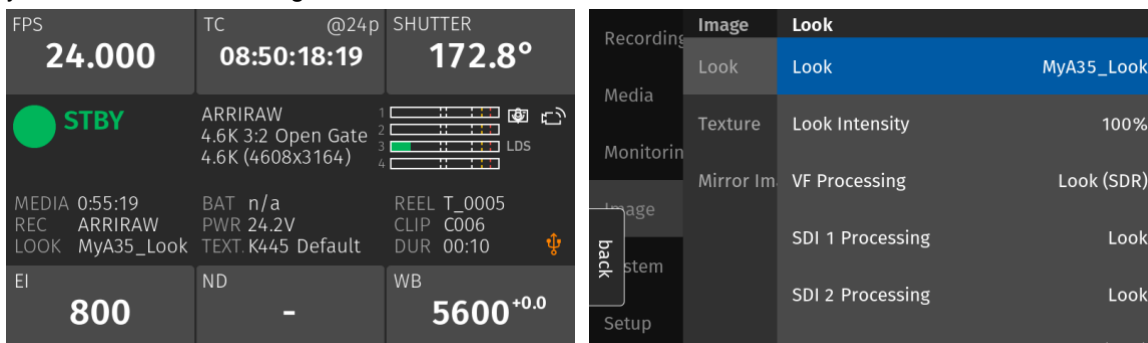 FPS
24.000
TC @24p
08:50:18:19
SHUTTER
172.8°
STBY
ARRIRAW
4.6K 3:2 Open Gate
4.6K (4608x3164)
1
2
3
4
LDS
MEDIA 0:55:19
REC ARRIRAW
LOOK MyA35_Look
BAT n/a
PWR 24.2V
TEXT. K445 Default
REEL T_0005
CLIP C006
DUR 00:10
EI
800
ND
-
WB
5600+0.0
Recording
Media
Monitorin
Image
stem
Setup
back
Image
Look
Texture
Mirror Im
Look
Look MyA35_Look
Look Intensity 100%
VF Processing Look (SDR)
SDI 1 Processing Look
SDI 2 Processing Look